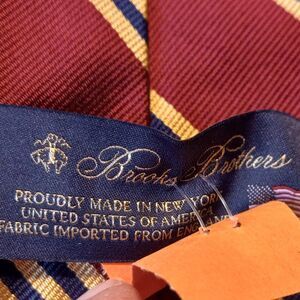 Brooks Brothers
PROUDLY MADE IN NEW YORK
UNITED STATES OF AMERICA
FABRIC IMPORTED FROM ENGLAND